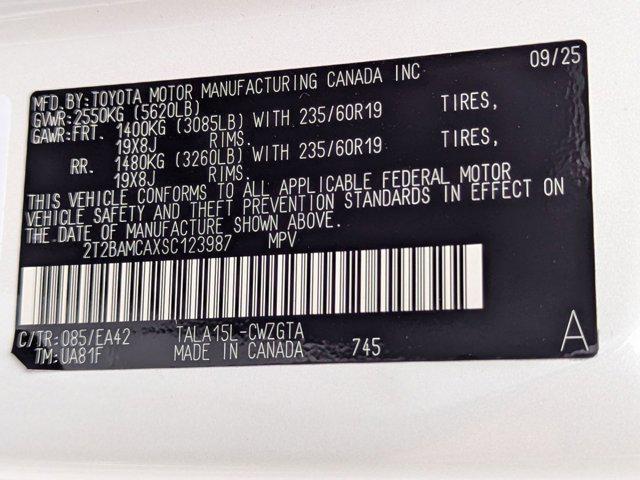 09/25
MFD.BY:TOYOTA MOTOR MANUFACTURING CANADA INC
GVWR:2550KG (5620LB)
GAWR:FRT. 1400KG (3085LB) WITH 235/60R19 TIRES,
19X8J RIMS.
RR. 1480KG (3260LB) WITH 235/60R19 TIRES,
19X8J RIMS.
THIS VEHICLE CONFORMS TO ALL APPLICABLE FEDERAL MOTOR
VEHICLE SAFETY AND THEFT PREVENTION STANDARDS IN EFFECT ON
THE DATE OF MANUFACTURE SHOWN ABOVE.
2T2BAMCAXSC123987 MPV
C/TR:085/EA42 TALA15L-CWZGTA
TM:UA81F MADE IN CANADA 745 A